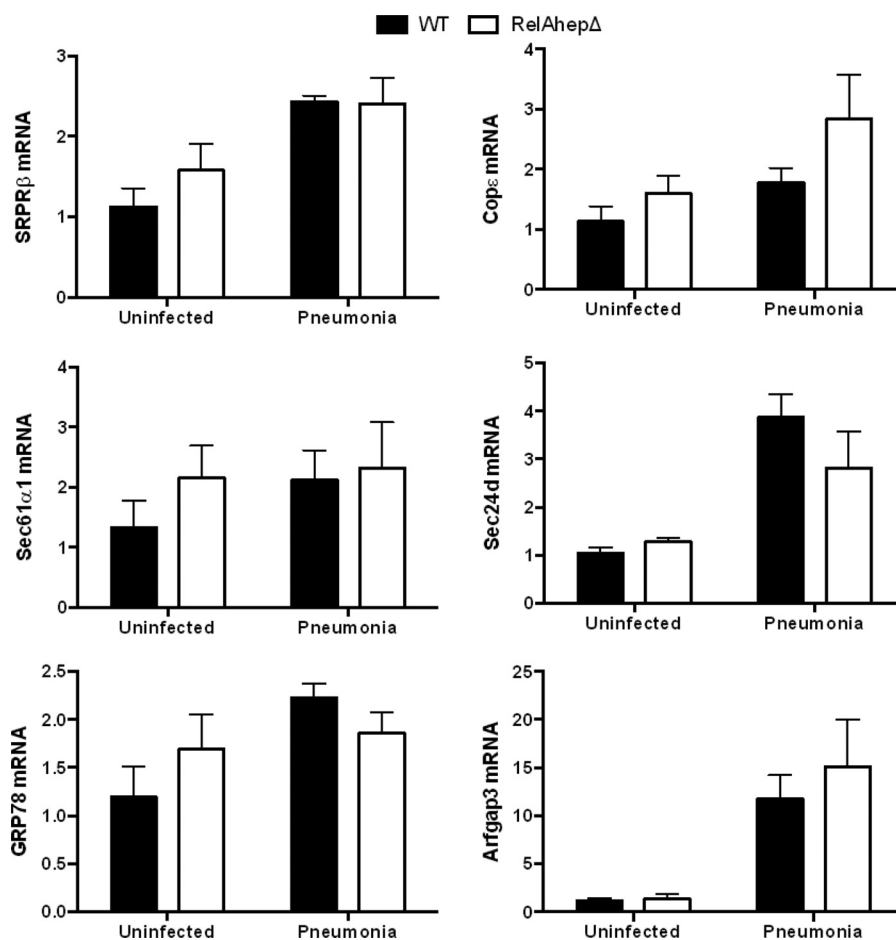 WT RelAhepΔ
SRPRβ mRNA
3
2
1
0
Uninfected Pneumonia
Copε mRNA
4
3
2
1
0
Uninfected Pneumonia
Sec61α1 mRNA
4
3
2
1
0
Uninfected Pneumonia
Sec24d mRNA
5
4
3
2
1
0
Uninfected Pneumonia
GRP78 mRNA
2.5
2.0
1.5
1.0
0.5
0.0
Uninfected Pneumonia
Arfgap3 mRNA
25
20
15
10
5
0
Uninfected Pneumonia